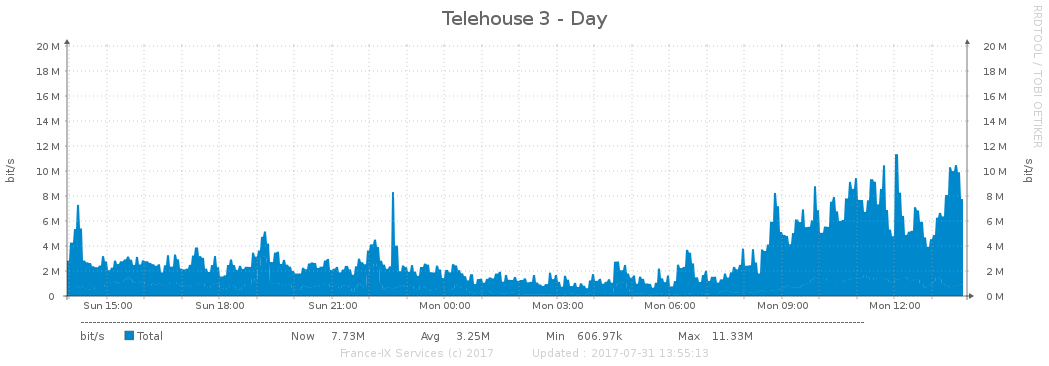 Telehouse 3 - Day
RRDTOOL / TOBI OETIKER
20 M 20 M
18 M 18 M
16 M 16 M
14 M 14 M
12 M 12 M
10 M 10 M
8 M 8 M
6 M 6 M
4 M 4 M
2 M 2 M
0 0 M
bit/s bit/s
Sun 15:00 Sun 18:00 Sun 21:00 Mon 00:00 Mon 03:00 Mon 06:00 Mon 09:00 Mon 12:00
bit/s Total Now 7.73M Avg 3.25M Min 606.97k Max 11.33M
France-IX Services (c) 2017 Updated : 2017-07-31 13:55:13